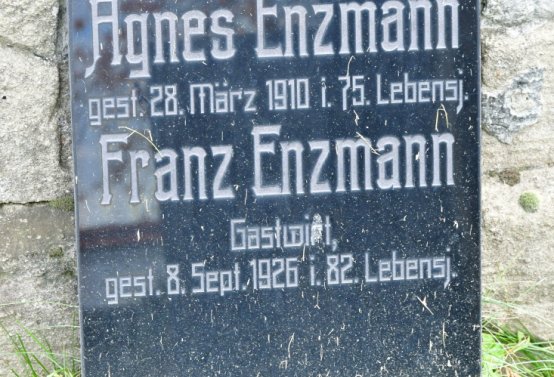 Agnes Enzmann
gest. 28. März 1910 i. 75. Lebensj.
Franz Enzmann
Gastwirt,
gest. 8. Sept. 1926 i. 82. Lebensj.